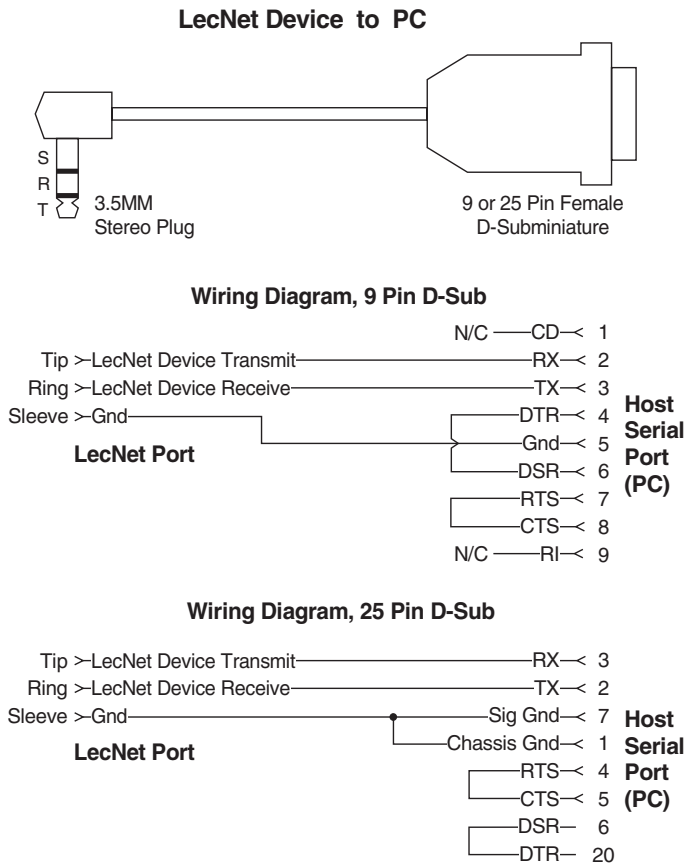 LecNet Device to PC
S
R
T
3.5MM
Stereo Plug
9 or 25 Pin Female
D-Subminiature
Wiring Diagram, 9 Pin D-Sub
N/C CD 1
Tip LecNet Device Transmit RX 2
Ring LecNet Device Receive TX 3
Sleeve Gnd DTR 4
LecNet Port
Gnd 5
DSR 6
RTS 7
CTS 8
N/C RI 9
Host
Serial
Port
(PC)
Wiring Diagram, 25 Pin D-Sub
Tip LecNet Device Transmit RX 3
Ring LecNet Device Receive TX 2
Sleeve Gnd Sig Gnd 7
LecNet Port
Chassis Gnd 1
RTS 4
CTS 5
DSR 6
DTR 20
Host
Serial
Port
(PC)